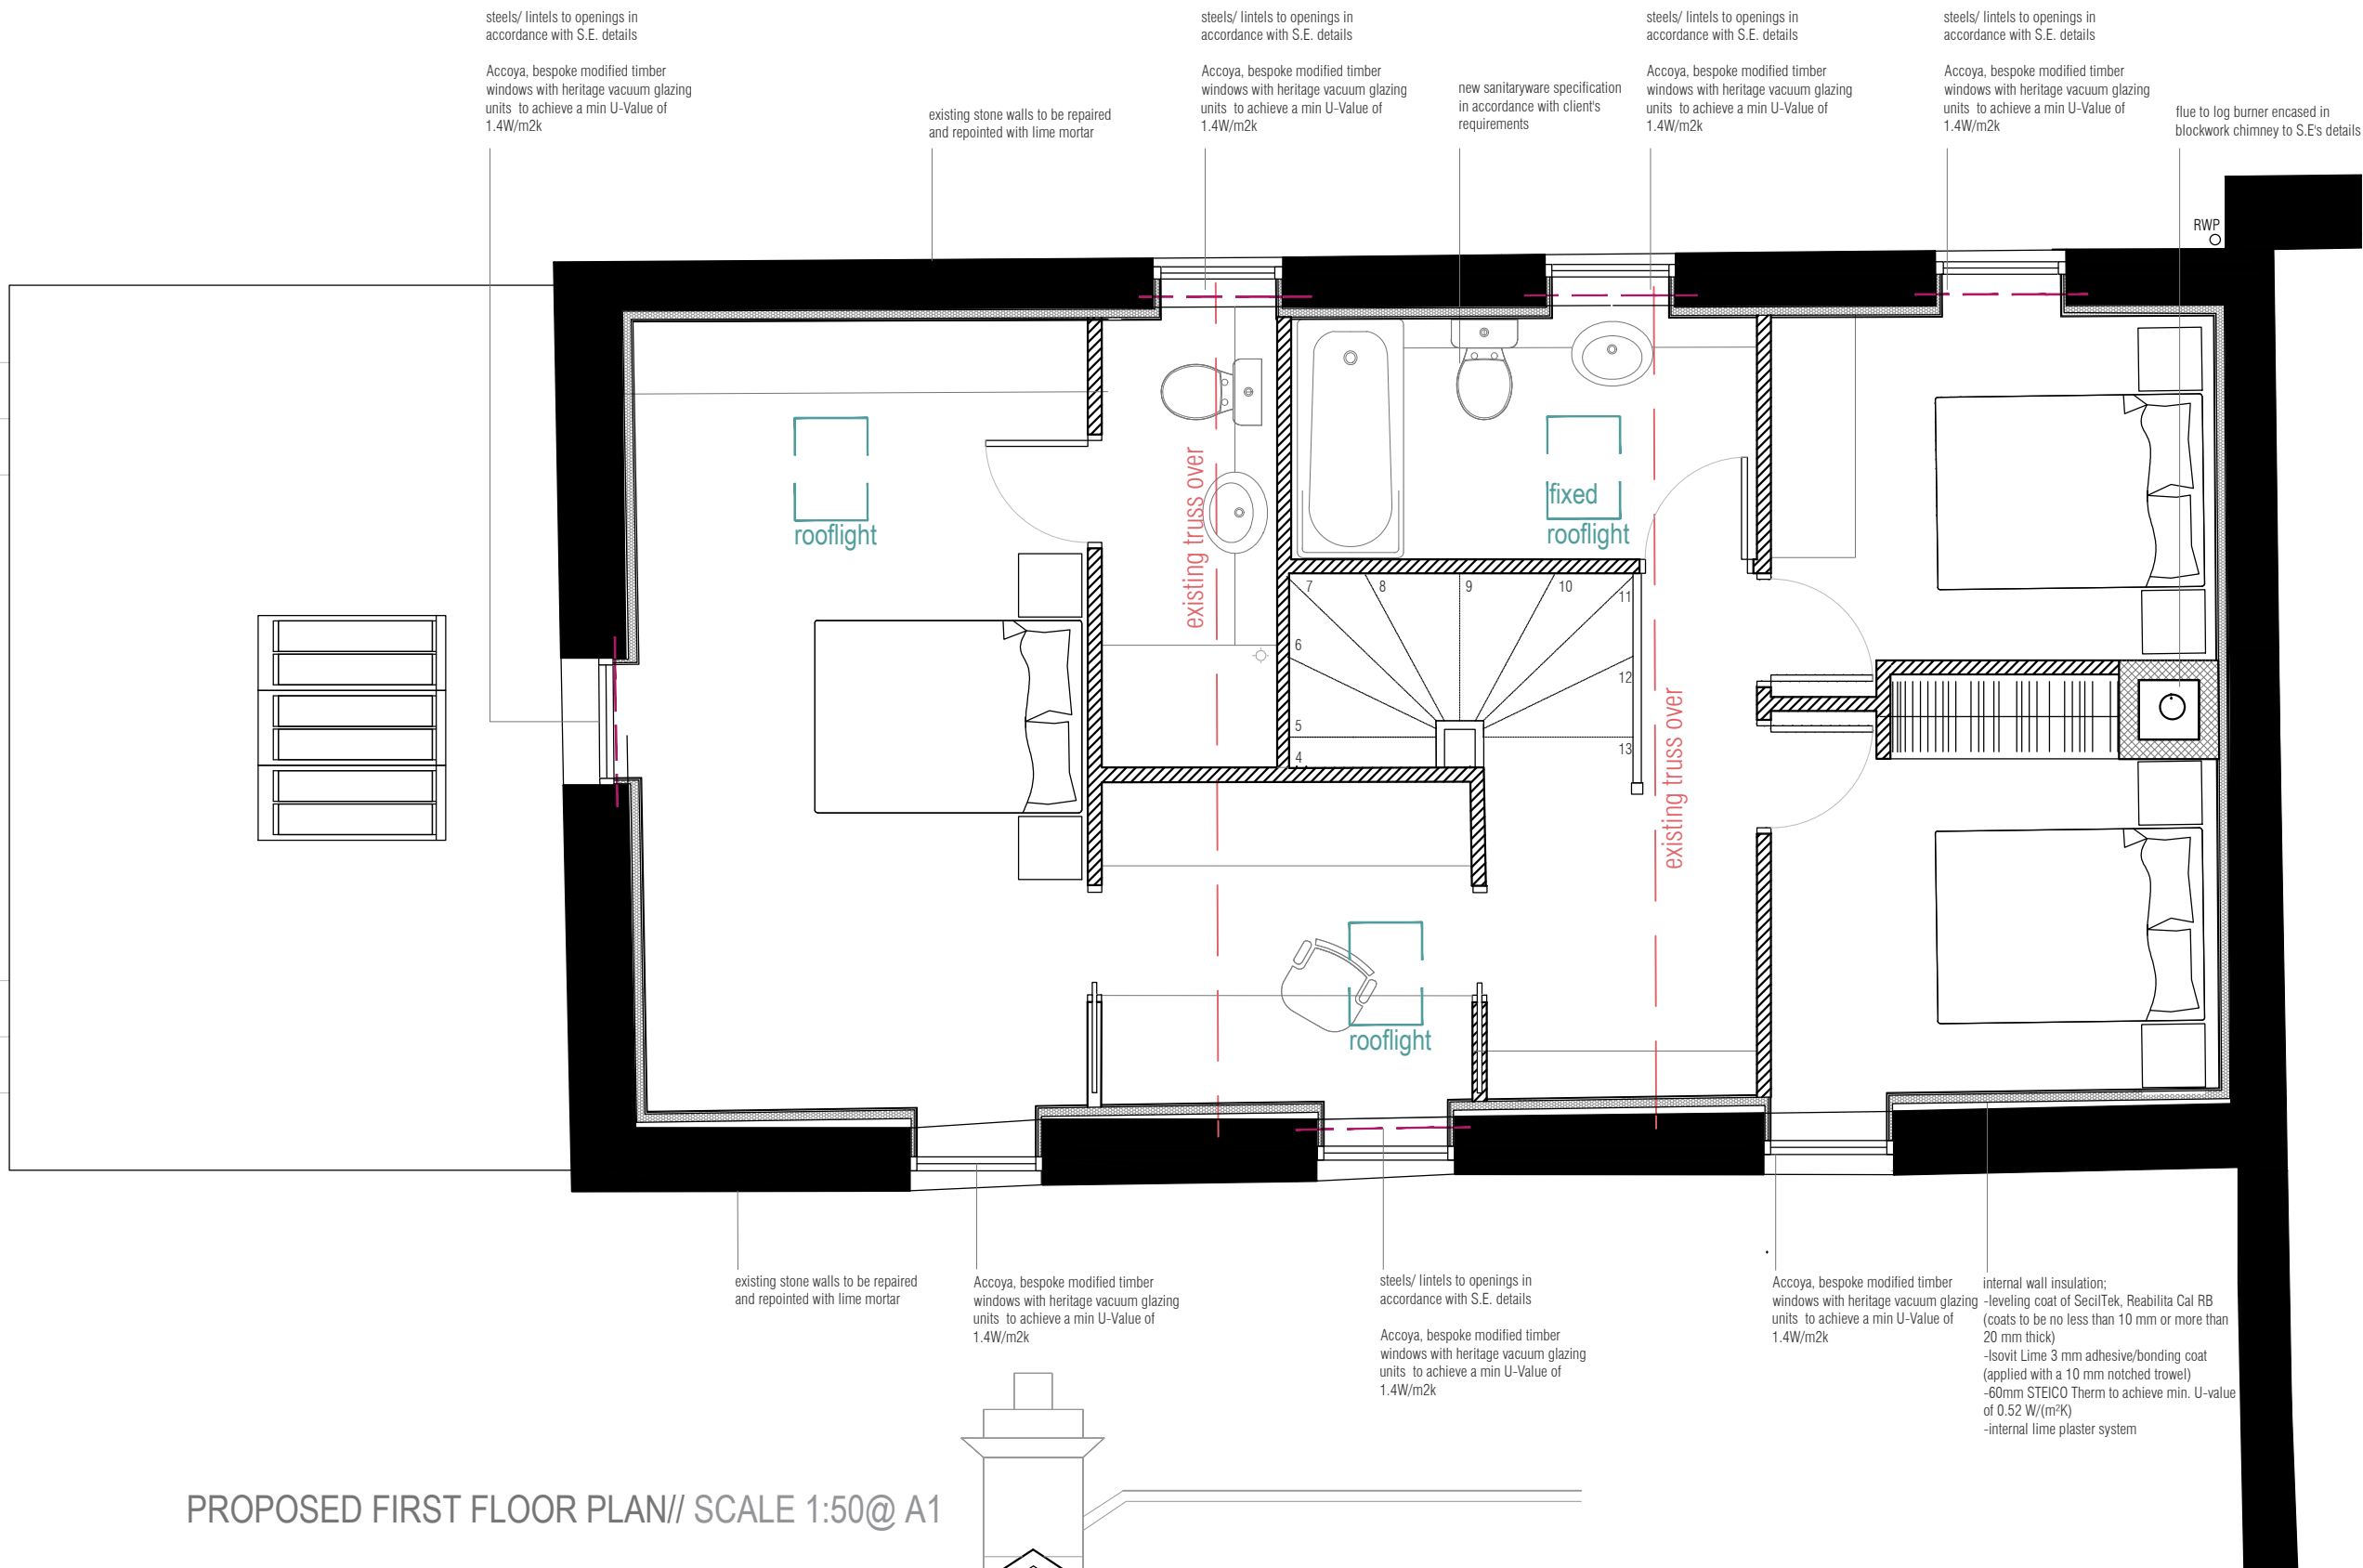 steels/ lintels to openings in
accordance with S.E. details
Accoya, bespoke modified timber
windows with heritage vacuum glazing
units  to achieve a min U-Value of
1.4W/m2k
existing stone walls to be repaired
and repointed with lime mortar
steels/ lintels to openings in
accordance with S.E. details
Accoya, bespoke modified timber
windows with heritage vacuum glazing
units  to achieve a min U-Value of
1.4W/m2k
new sanitaryware specification
in accordance with client's
requirements
steels/ lintels to openings in
accordance with S.E. details
Accoya, bespoke modified timber
windows with heritage vacuum glazing
units  to achieve a min U-Value of
1.4W/m2k
steels/ lintels to openings in
accordance with S.E. details
Accoya, bespoke modified timber
windows with heritage vacuum glazing
units  to achieve a min U-Value of
1.4W/m2k
flue to log burner encased in
blockwork chimney to S.E's details
RWP
rooflight
existing truss over
fixed
rooflight
7
8
9
10
11
6
12
5
13
4
existing truss over
rooflight
existing stone walls to be repaired
and repointed with lime mortar
Accoya, bespoke modified timber
windows with heritage vacuum glazing
units  to achieve a min U-Value of
1.4W/m2k
steels/ lintels to openings in
accordance with S.E. details
Accoya, bespoke modified timber
windows with heritage vacuum glazing
units  to achieve a min U-Value of
1.4W/m2k
Accoya, bespoke modified timber
windows with heritage vacuum glazing
units  to achieve a min U-Value of
1.4W/m2k
internal wall insulation;
-leveling coat of SecilTek, Reabilita Cal RB
(coats to be no less than 10 mm or more than
20 mm thick)
-Isovit Lime 3 mm adhesive/bonding coat
(applied with a 10 mm notched trowel)
-60mm STEICO Therm to achieve min. U-value
of 0.52 W/(m²K)
-internal lime plaster system
PROPOSED FIRST FLOOR PLAN// SCALE 1:50@ A1